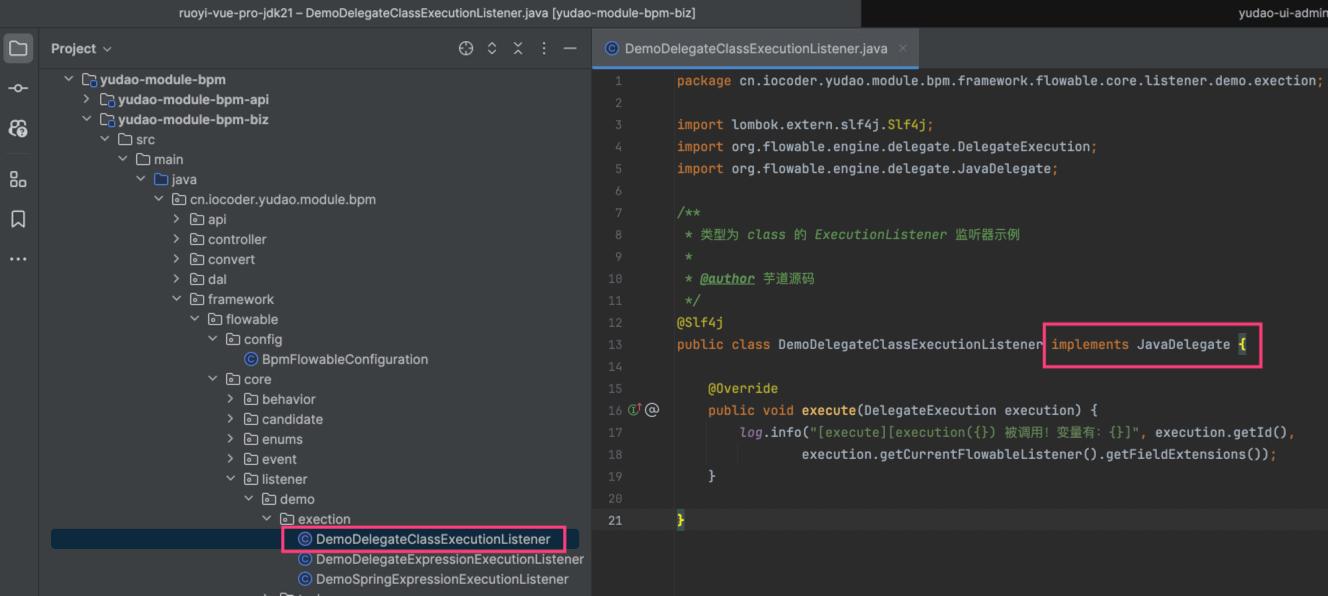 ruoyi-vue-pro-jdk21 – DemoDelegateClassExecutionListener.java [yudao-module-bpm-biz]
yudao-ui-admin
Project
yudao-module-bpm
yudao-module-bpm-api
yudao-module-bpm-biz
src
main
java
cn.iocoder.yudao.module.bpm
api
controller
convert
dal
framework
flowable
config
BpmFlowableConfiguration
core
behavior
candidate
enums
event
listener
demo
exection
DemoDelegateClassExecutionListener
DemoDelegateExpressionExecutionListener
DemoSpringExpressionExecutionListener
DemoDelegateClassExecutionListener.java
1 package cn.iocoder.yudao.module.bpm.framework.flowable.core.listener.demo.exection;
2
3 import lombok.extern.slf4j.Slf4j;
4 import org.flowable.engine.delegate.DelegateExecution;
5 import org.flowable.engine.delegate.JavaDelegate;
6
7 /**
8 * 类型为 class 的 ExecutionListener 监听器示例
9 *
10 * @author 芋道源码
11 */
12 @Slf4j
13 public class DemoDelegateClassExecutionListener implements JavaDelegate {
14
15 @Override
16 public void execute(DelegateExecution execution) {
17 log.info("[execute][execution({}) 被调用！变量有：{}]", execution.getId(),
18 execution.getCurrentFlowableListener().getFieldExtensions());
19 }
20
21 }